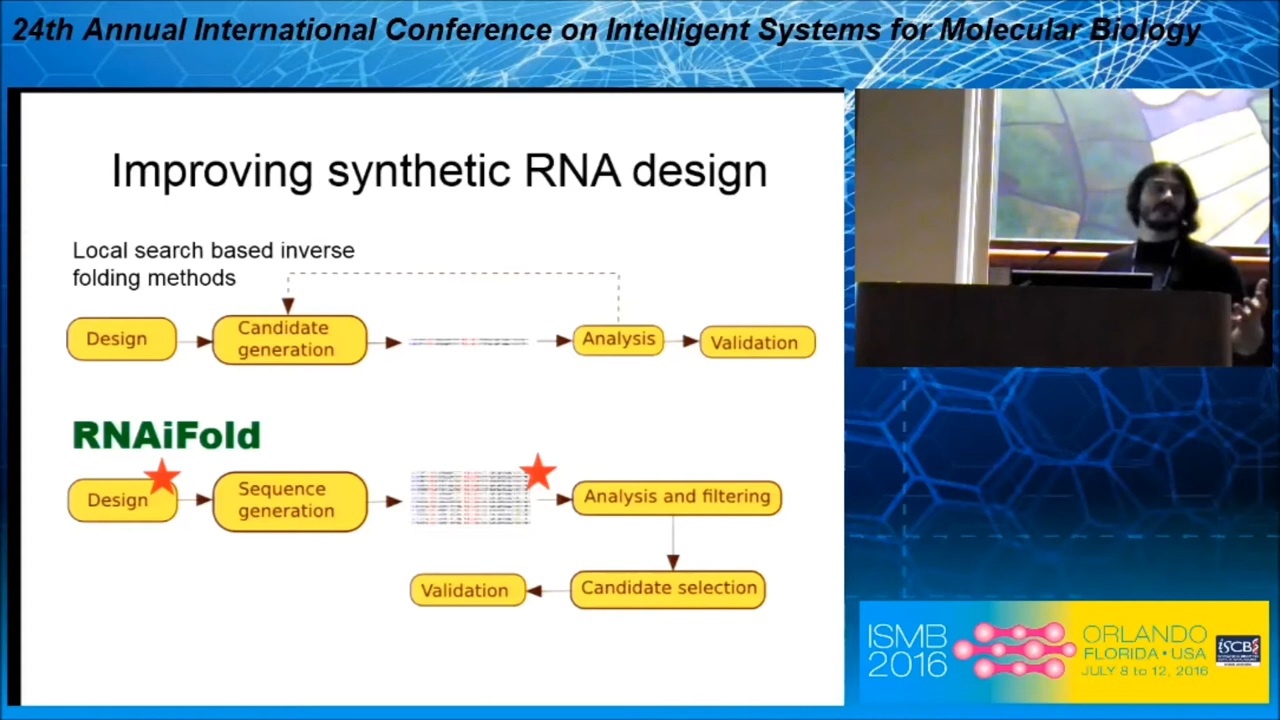 24th Annual International Conference on Intelligent Systems for Molecular Biology
Improving synthetic RNA design
Local search based inverse
folding methods
Design
Candidate
generation
Analysis
Validation
RNAiFold
Design
Sequence
generation
Analysis and filtering
Validation
Candidate selection
ISMB
2016
ORLANDO
FLORIDA • USA
JULY 8 to 12, 2016
iSCB